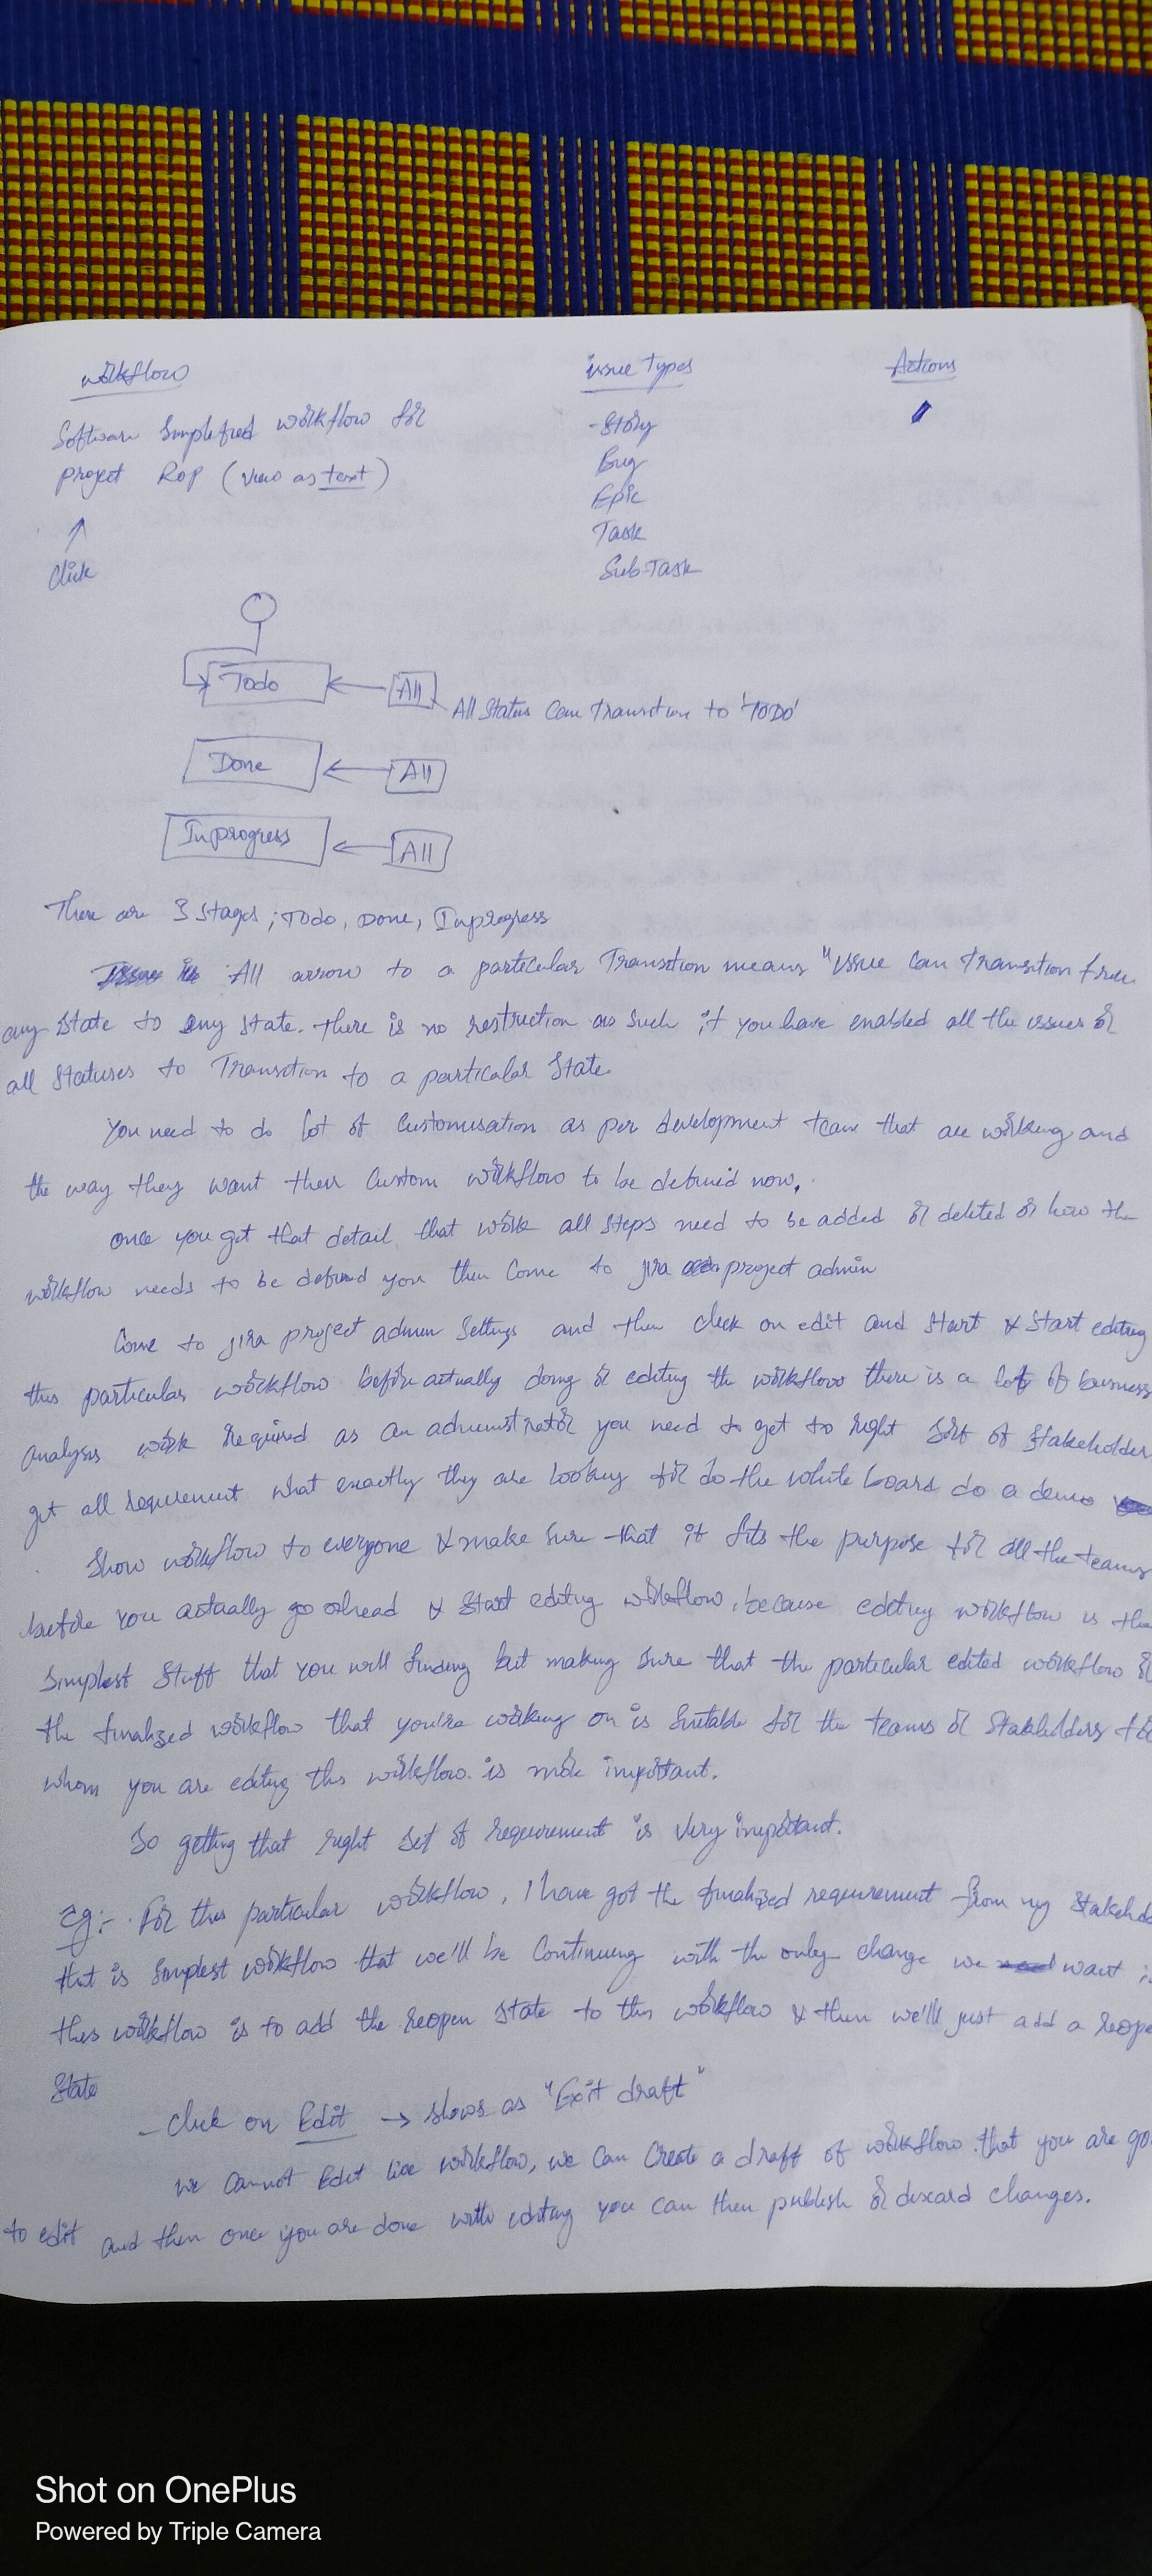 workflow issue Types Actions
Software Simplefied workflow for -Story
project ROP (view as text) Bug
Epic
↑ Task
Click Sub-Task
Todo ← All All Status Can Transition to 'TODO'
Done ← All
Inprogress ← All
There are 3 stages; Todo, Done, Inprogress
All arrow to a particular Transition means "issue can transition from
any state to any state. There is no restriction as such if you have enabled all the issues or
all Statuses to Transition to a particular State.
You need to do lot of Customisation as per development team that are working and
the way they want their Custom workflow to be defined now.
once you get that detail that work all steps need to be added or deleted or how the
workflow needs to be defined you then Come to jira project admin
Come to jira project admin Settings and then click on edit and start & Start editing
this particular workflow before actually doing or editing the workflow there is a lot of business
analysis work required as an administrator you need to get to right sort of Stakeholder
get all requirement what exactly they are looking for do the white board do a demo
Show workflow to everyone & make sure that it fits the purpose for all the teams
before you actually go ahead & start editing workflow, because editing workflow is the
Simplest Stuff that you will finding but making sure that the particular edited workflow or
the finalized workflow that you're working on is Suitable for the teams or Stakeholders for
whom you are editing this workflow is more important.
So getting that right set of requirement is very important.
Eg:- For this particular workflow, I have got the finalized requirement from my Stakehol
that is simplest workflow that we'll be Continuing with the only change we want i
this workflow is to add the reopen state to this workflow & then we'll just add a reope
State
- Click on Edit → shows as "Exit draft"
we cannot Edit live workflow, we can Create a draft of workflow that you are go
to edit and then once you are done with editing you can then publish or discard changes.
Shot on OnePlus
Powered by Triple Camera